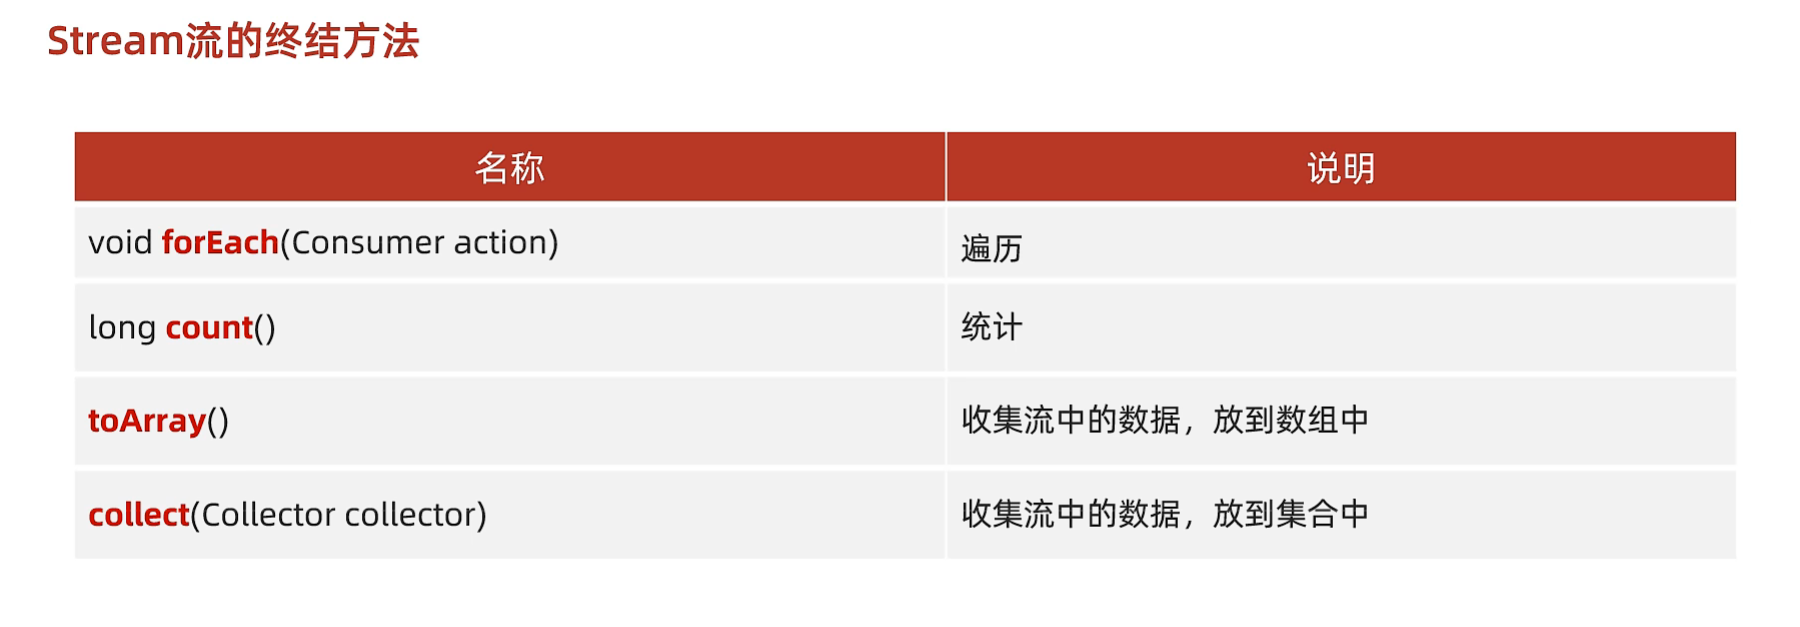 Stream流的终结方法
名称 说明
void forEach(Consumer action) 遍历
long count() 统计
toArray() 收集流中的数据，放到数组中
collect(Collector collector) 收集流中的数据，放到集合中